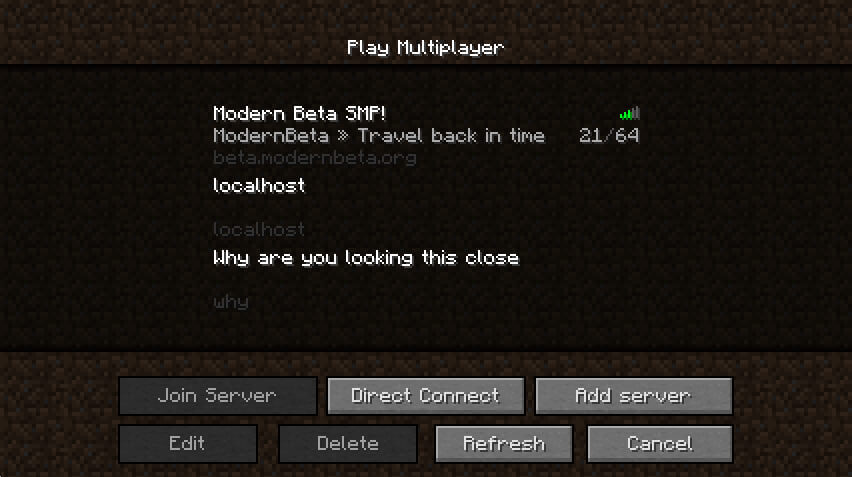 Play Multiplayer
Modern Beta SMP!
ModernBeta » Travel back in time 21/64
beta.modernbeta.org
localhost
localhost
Why are you looking this close
why
Join Server Direct Connect Add server
Edit Delete Refresh Cancel